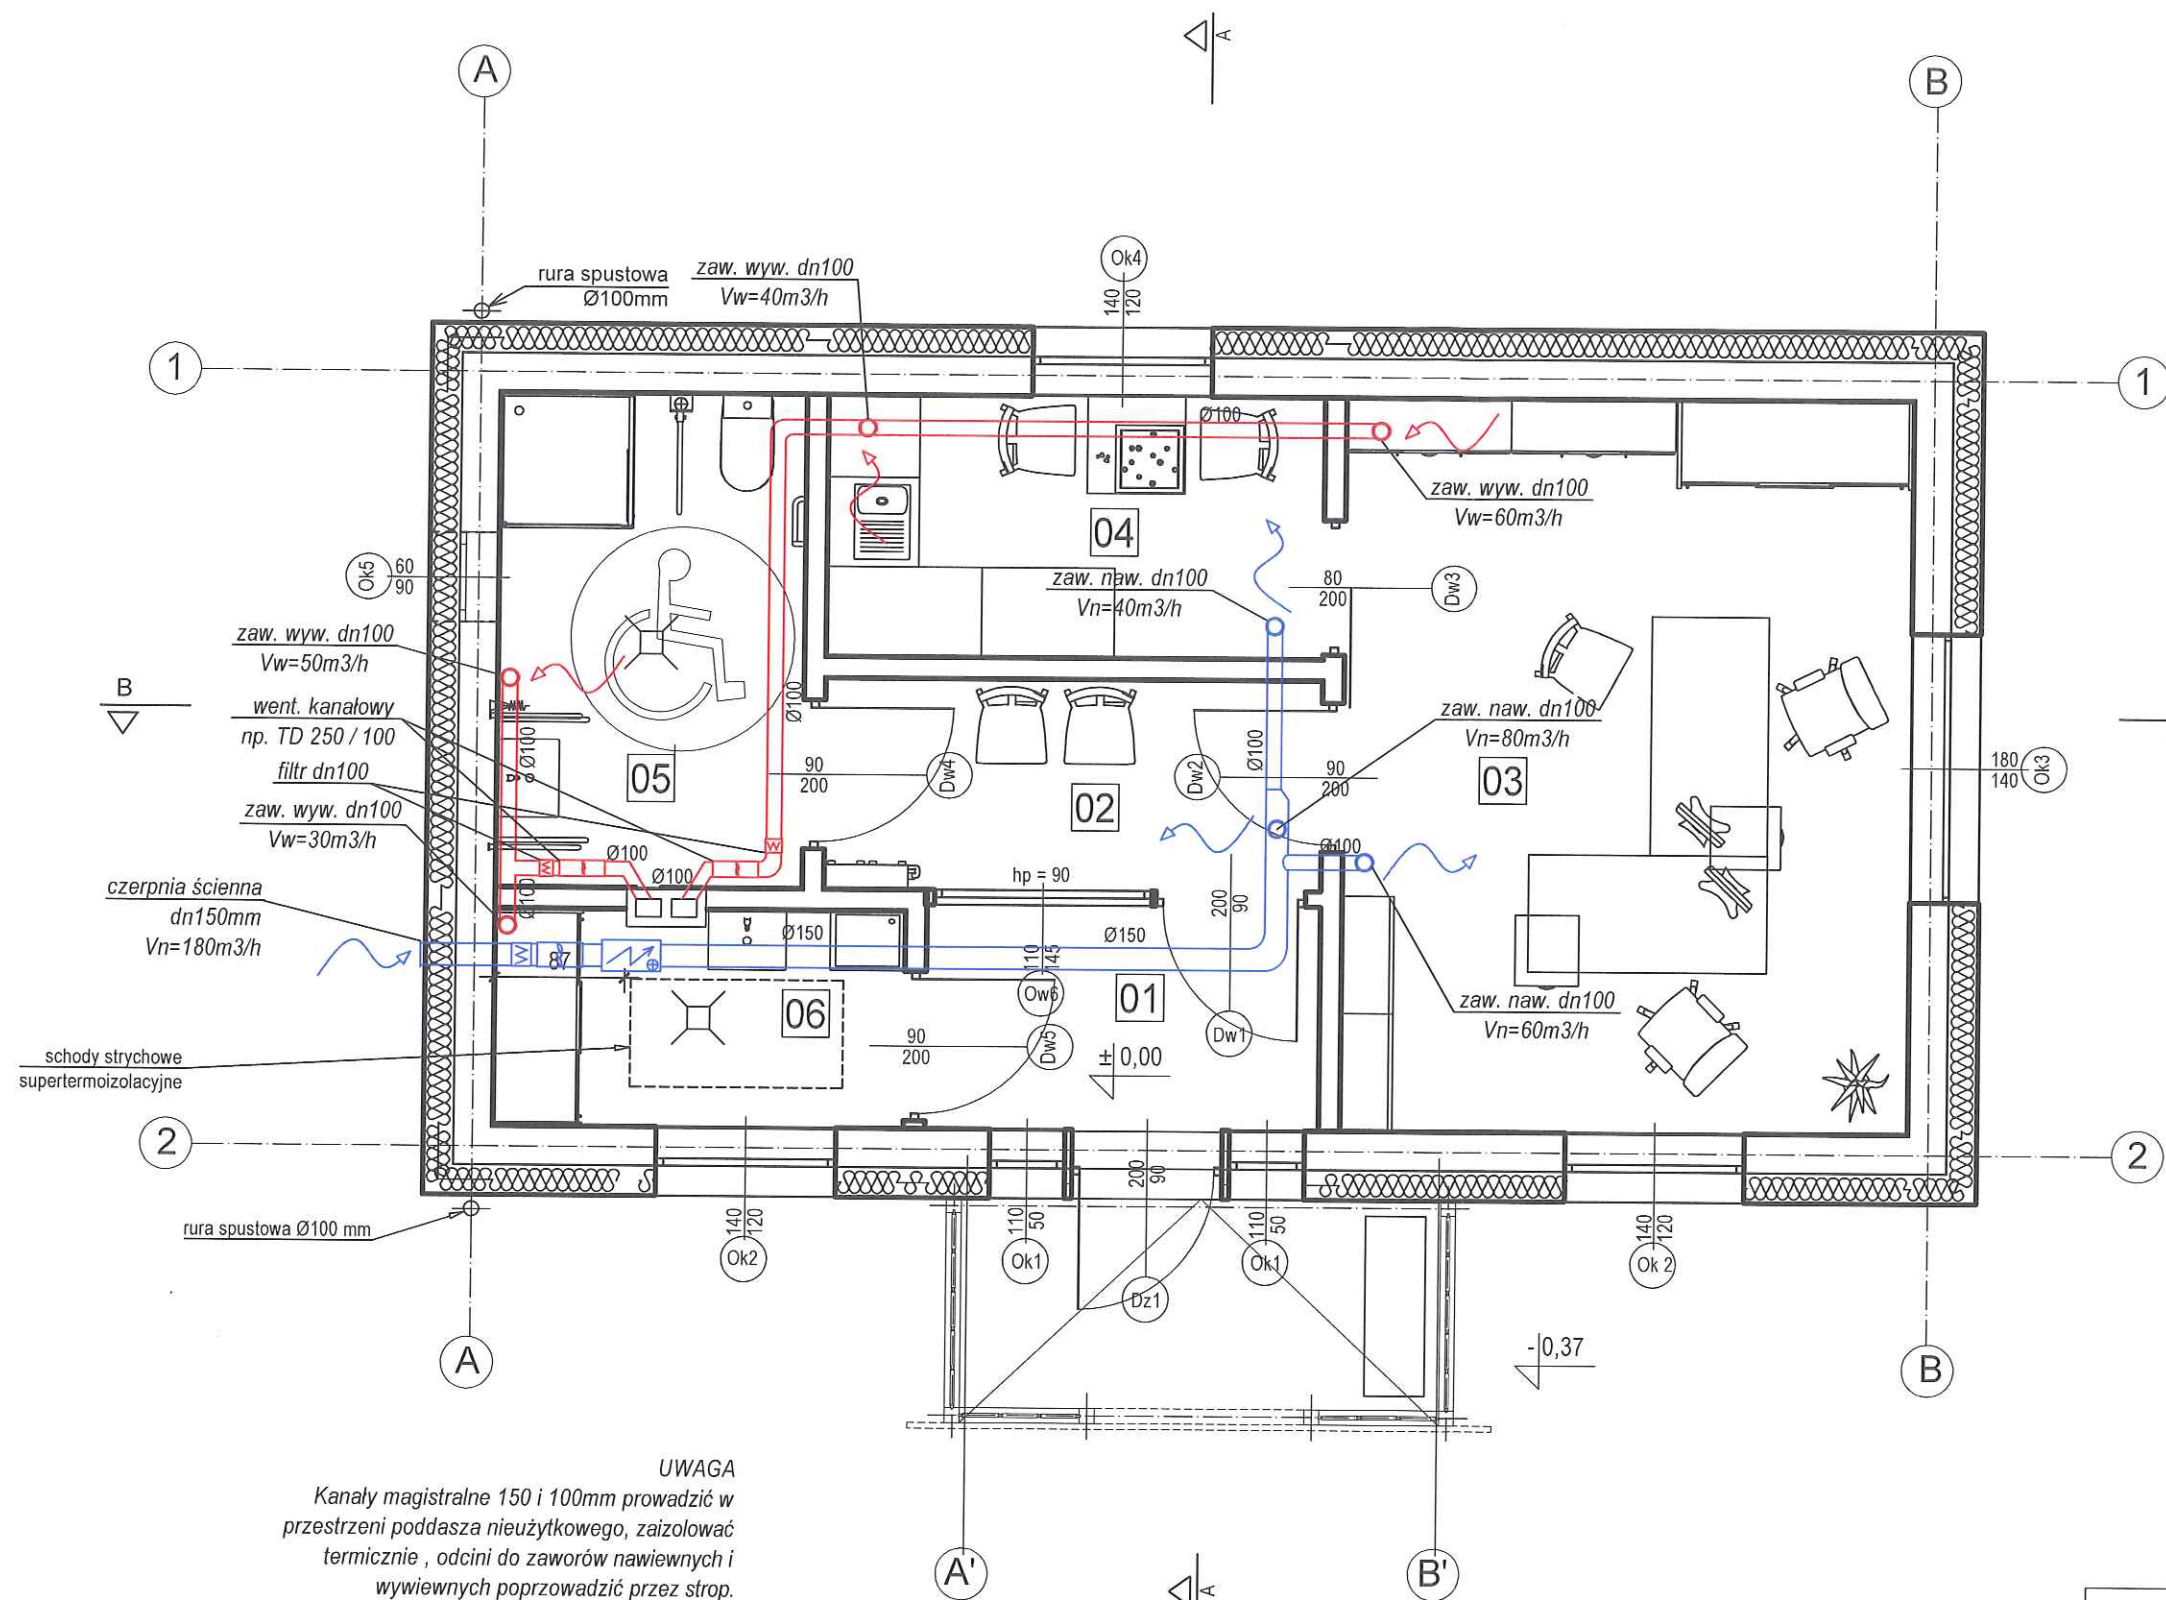 A
A
B
rura spustowa
Ø100mm
zaw. wyw. dn100
Vw=40m3/h
Ok4
140
120
1
1
Ø100
zaw. wyw. dn100
Vw=60m3/h
04
Ok5
60
90
zaw. naw. dn100
Vn=40m3/h
80
200
Dw3
zaw. wyw. dn100
Vw=50m3/h
B
went. kanałowy
np. TD 250 / 100
filtr dn100
zaw. wyw. dn100
Vw=30m3/h
Ø100
Ø100
05
90
200
Dw4
02
Dw2
90
200
Ø100
zaw. naw. dn100
Vn=80m3/h
03
180
140
Ok3
Ø100
Ø100
Ø100
Ø100
hp = 90
czerpnia ścienna
dn150mm
Vn=180m3/h
87
Ø150
Ø150
110
145
200
90
Ow6
01
06
90
200
Dw5
Dw1
± 0,00
zaw. naw. dn100
Vn=60m3/h
schody strychowe
supertermoizolacyjne
2
2
rura spustowa Ø100 mm
140
120
Ok2
110
50
Ok1
200
90
Dz1
110
50
Ok1
140
120
Ok 2
A
B
- 0,37
UWAGA
Kanały magistralne 150 i 100mm prowadzić w
przestrzeni poddasza nieużytkowego, zaizolować
termicznie , odcini do zaworów nawiewnych i
wywiewnych poprzowadzić przez strop.
A'
A
B'